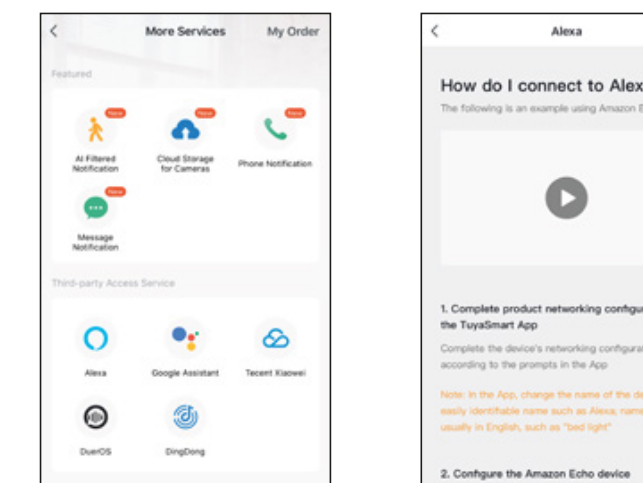 More Services
My Order
Featured
New
New
New
AI Filtered
Notification
Cloud Storage
for Cameras
Phone Notification
New
Message
Notification
Third-party Access Service
Alexa
Google Assistant
Tecent Xiaowei
DuerOS
DingDong
Alexa
How do I connect to Alex
The following is an example using Amazon E
1. Complete product networking configu
the TuyaSmart App
Complete the device's networking configurat
according to the prompts in the App
Note: In the App, change the name of the de
easily identifiable name such as Alexa, name
usually in English, such as "bed light"
2. Configure the Amazon Echo device